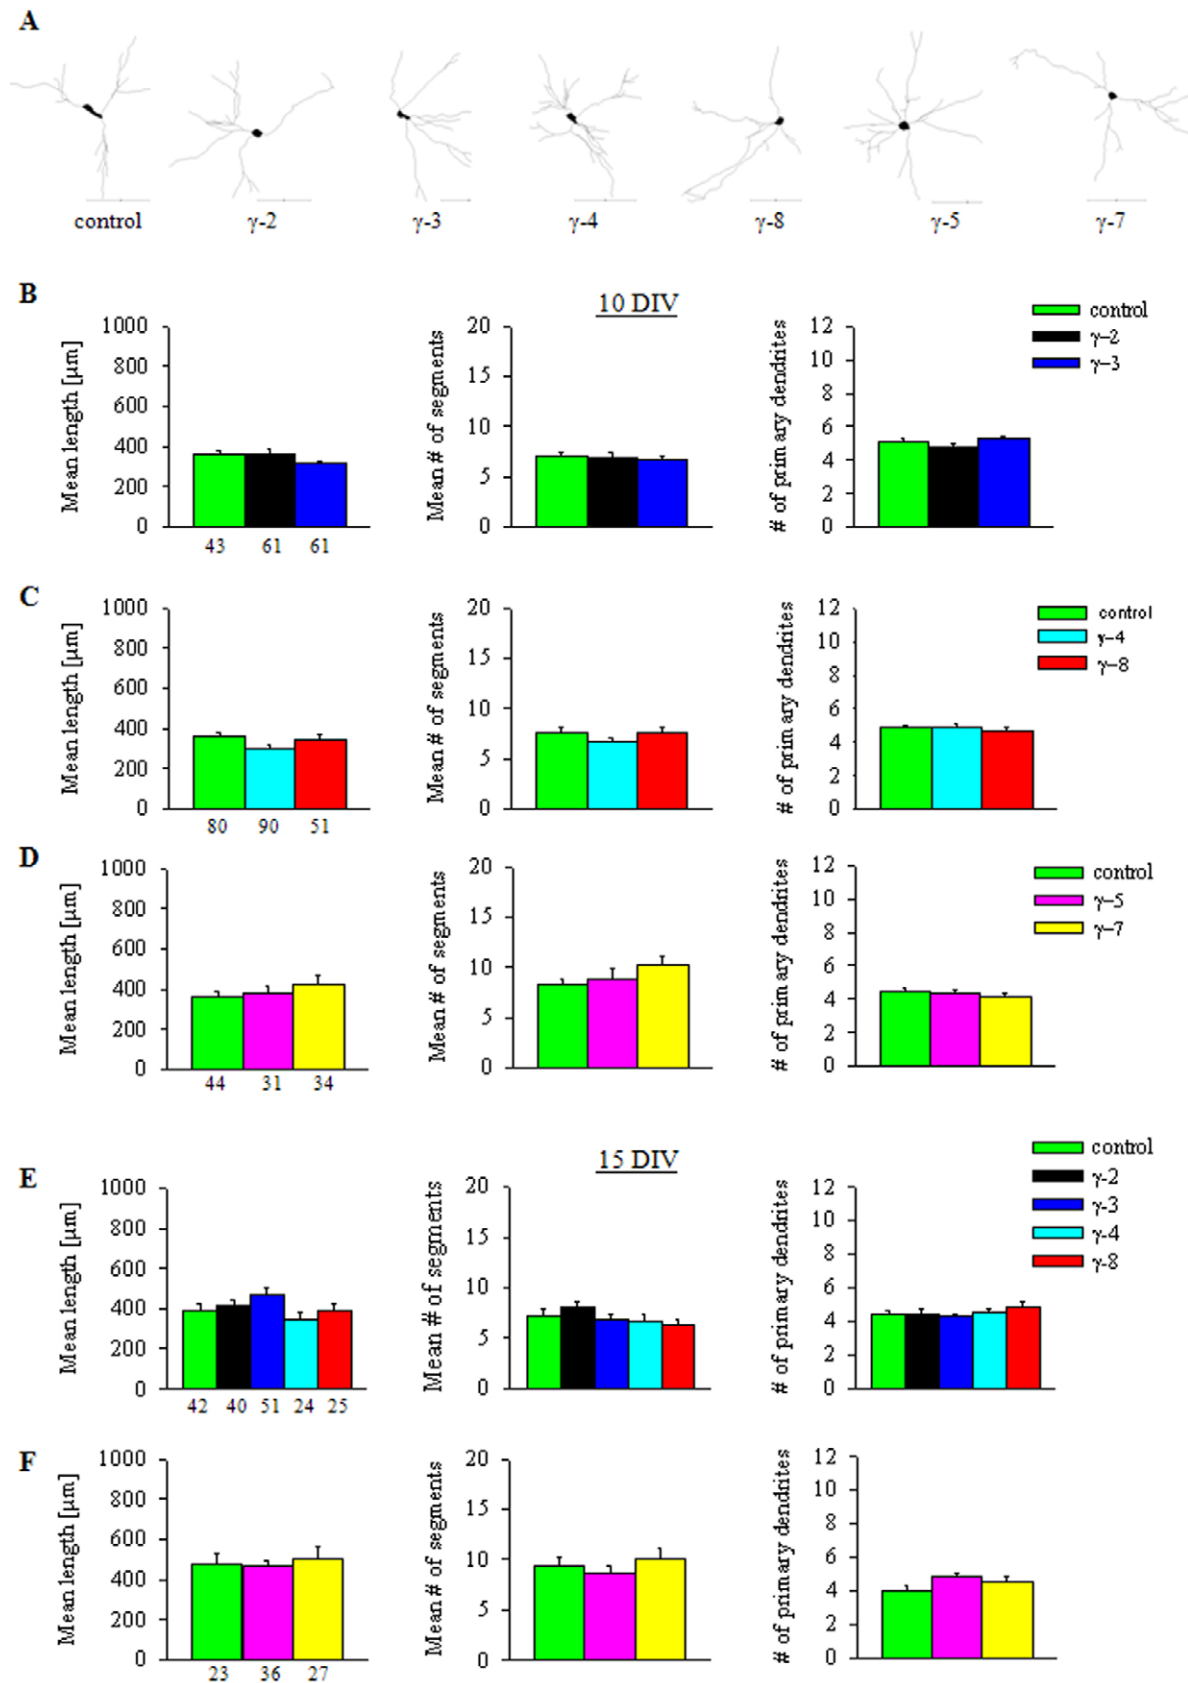 A
control γ-2 γ-3 γ-4 γ-8 γ-5 γ-7
B
10 DIV
Mean length [µm]
1000
800
600
400
200
0
43 61 61
Mean # of segments
20
15
10
5
0
# of primary dendrites
12
10
8
6
4
2
0
control
γ-2
γ-3
C
Mean length [µm]
1000
800
600
400
200
0
80 90 51
Mean # of segments
20
15
10
5
0
# of primary dendrites
12
10
8
6
4
2
0
control
γ-4
γ-8
D
Mean length [µm]
1000
800
600
400
200
0
44 31 34
Mean # of segments
20
15
10
5
0
# of primary dendrites
12
10
8
6
4
2
0
control
γ-5
γ-7
E
15 DIV
Mean length [µm]
1000
800
600
400
200
0
42 40 51 24 25
Mean # of segments
20
15
10
5
0
# of primary dendrites
12
10
8
6
4
2
0
control
γ-2
γ-3
γ-4
γ-8
F
Mean length [µm]
1000
800
600
400
200
0
23 36 27
Mean # of segments
20
15
10
5
0
# of primary dendrites
12
10
8
6
4
2
0